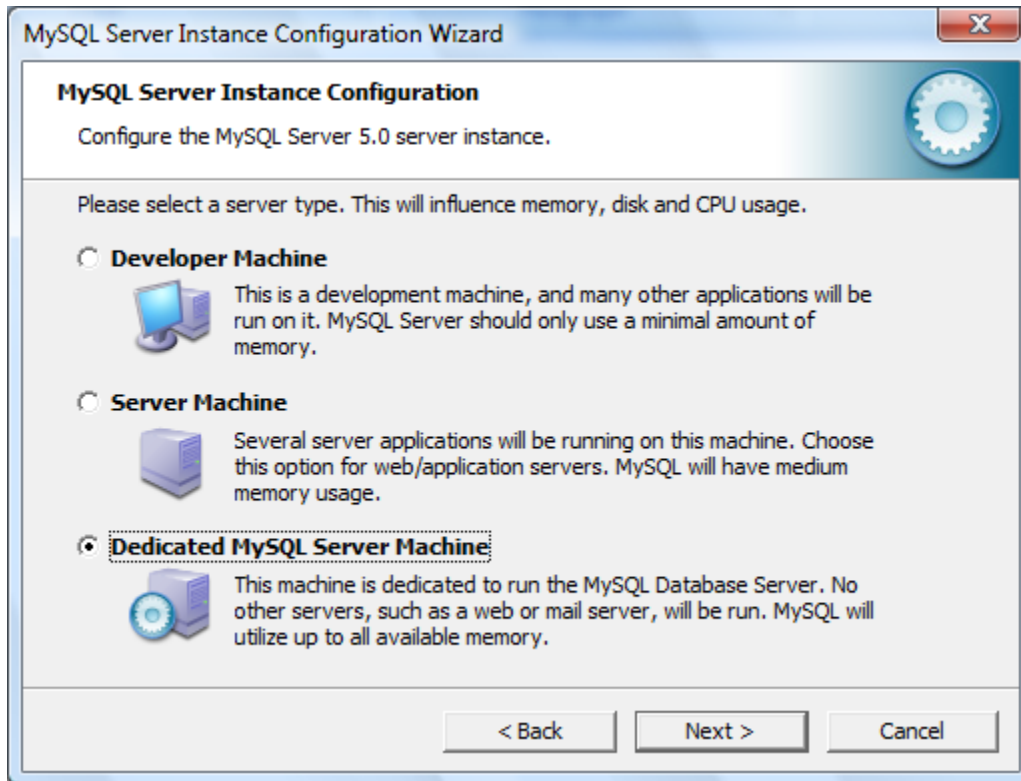 MySQL Server Instance Configuration Wizard
MySQL Server Instance Configuration
Configure the MySQL Server 5.0 server instance.
Please select a server type. This will influence memory, disk and CPU usage.
Developer Machine
This is a development machine, and many other applications will be
run on it. MySQL Server should only use a minimal amount of
memory.
Server Machine
Several server applications will be running on this machine. Choose
this option for web/application servers. MySQL will have medium
memory usage.
Dedicated MySQL Server Machine
This machine is dedicated to run the MySQL Database Server. No
other servers, such as a web or mail server, will be run. MySQL will
utilize up to all available memory.
< Back Next > Cancel